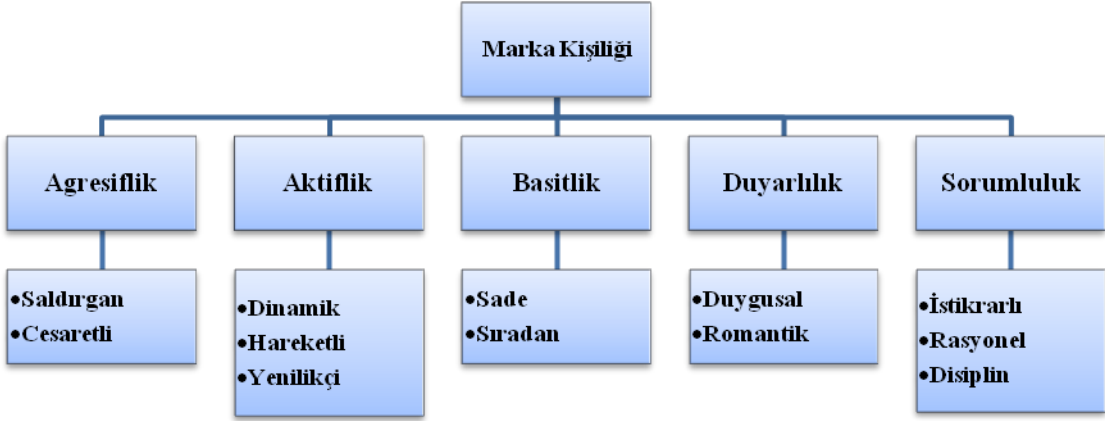 Marka Kişiliği
Agresiflik
Aktiflik
Basitlik
Duyarlılık
Sorumluluk
•Saldırgan
•Cesaretli
•Dinamik
•Hareketli
•Yenilikçi
•Sade
•Sıradan
•Duygusal
•Romantik
•İstikrarlı
•Rasyonel
•Disiplin